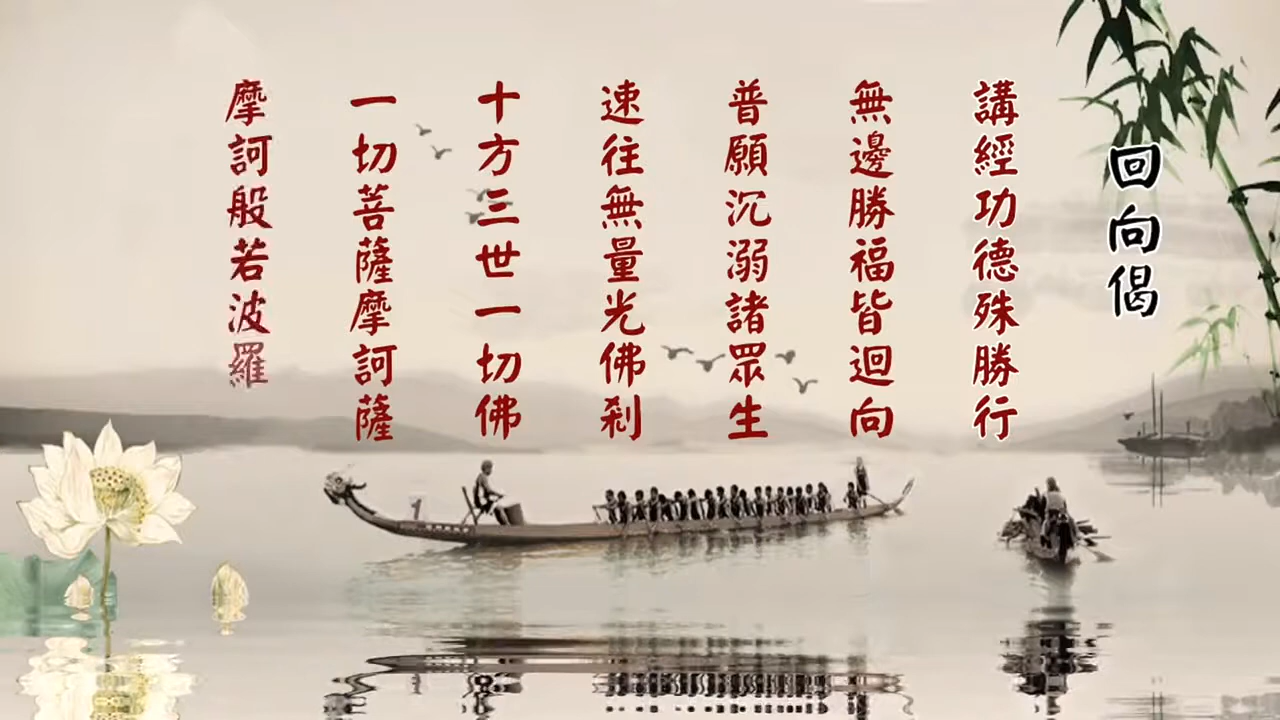 回向偈
講經功德殊勝行
無邊勝福皆迴向
普願沉溺諸眾生
速往無量光佛剎
十方三世一切佛
一切菩薩摩訶薩
摩訶般若波羅